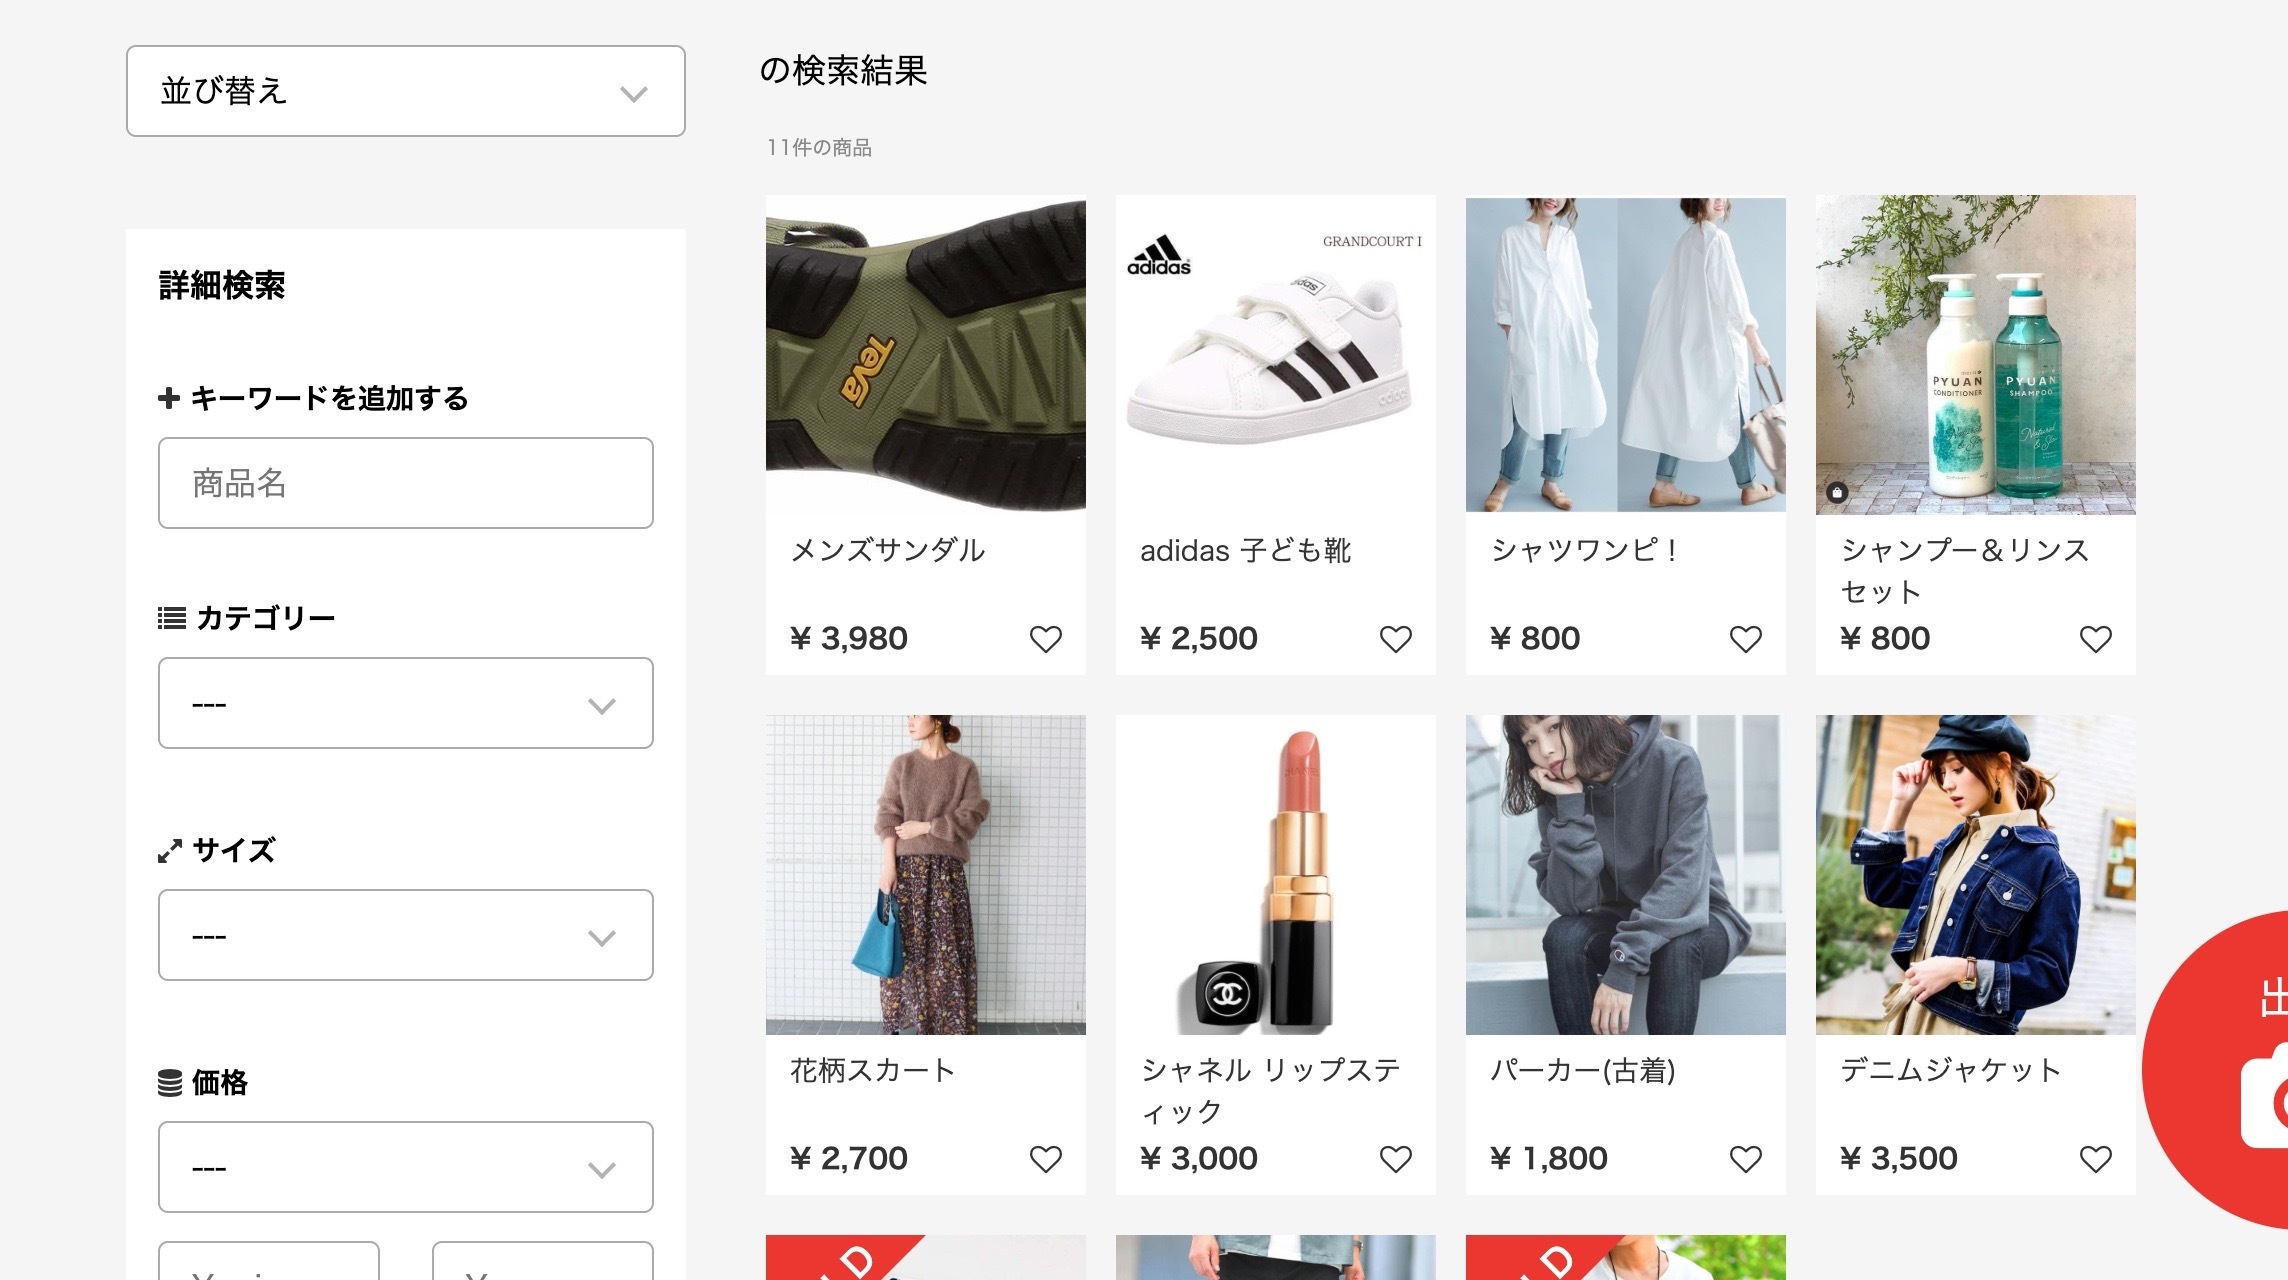 並び替え
の検索結果
11件の商品
詳細検索
キーワードを追加する
商品名
カテゴリー
---
サイズ
---
価格
---
Teva
adidas
GRANDCOURT I
adidas
PYUAN
CONDITIONER
PYUAN
SHAMPOO
メンズサンダル
¥ 3,980
adidas 子ども靴
¥ 2,500
シャツワンピ！
¥ 800
シャンプー＆リンス
セット
¥ 800
花柄スカート
¥ 2,700
シャネル リップステ
ィック
¥ 3,000
パーカー(古着)
¥ 1,800
デニムジャケット
¥ 3,500
出